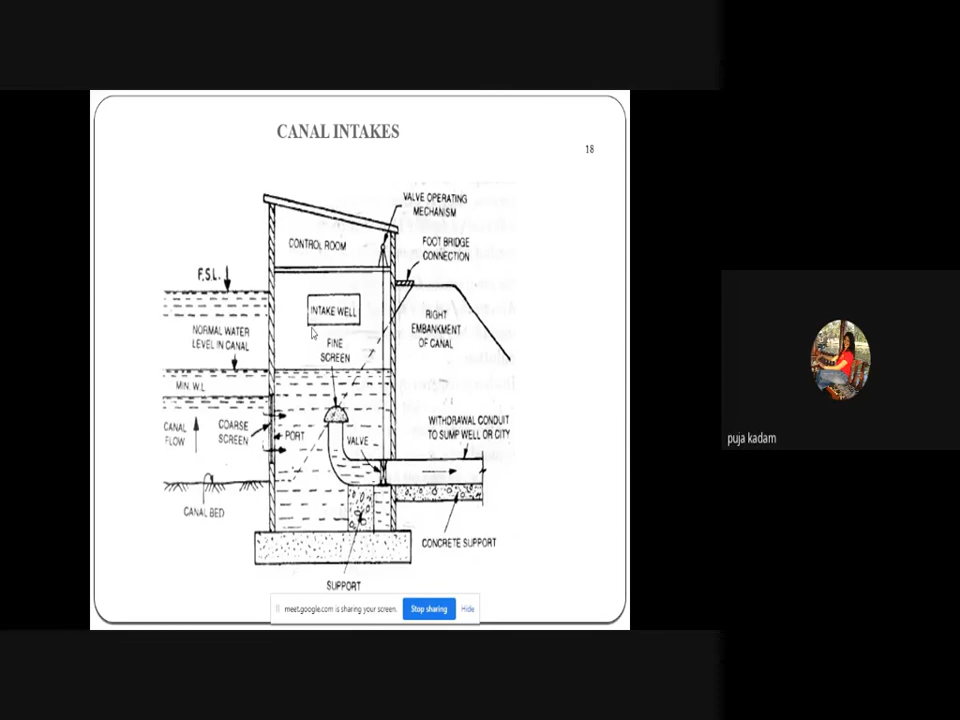 CANAL INTAKES
18
VALVE OPERATING
MECHANISM
CONTROL ROOM
FOOT BRIDGE
CONNECTION
F.S.L.
INTAKE WELL
RIGHT
EMBANKMENT
OF CANAL
NORMAL WATER
LEVEL IN CANAL
FINE
SCREEN
MIN. W.L
CANAL
FLOW
COARSE
SCREEN
PORT
VALVE
WITHDRAWAL CONDUIT
TO SUMP WELL OR CITY
CANAL BED
CONCRETE SUPPORT
SUPPORT
meet.google.com is sharing your screen.
Stop sharing
Hide
puja kadam